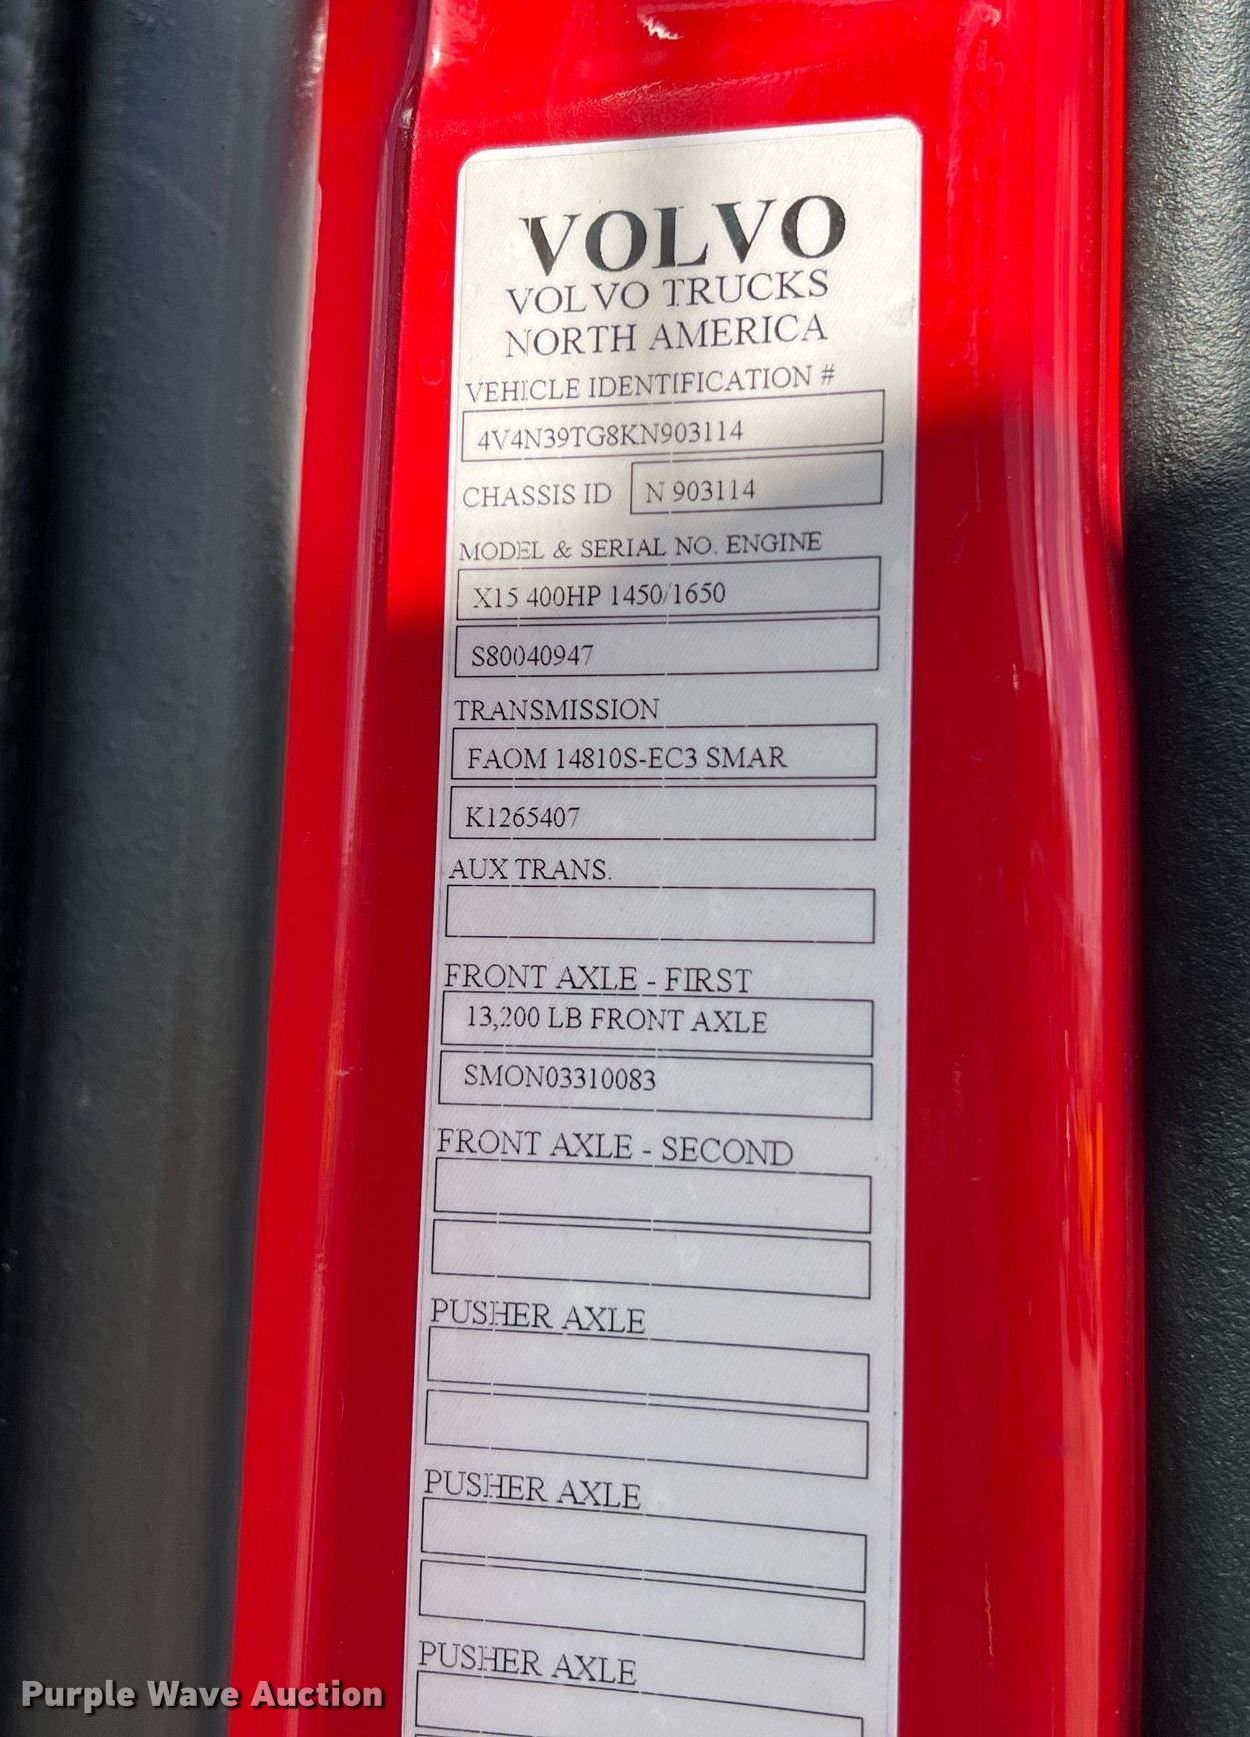 VOLVO
VOLVO TRUCKS
NORTH AMERICA
VEHICLE IDENTIFICATION #
4V4N39TG8KN903114
CHASSIS ID N 903114
MODEL & SERIAL NO. ENGINE
X15 400HP 1450/1650
S80040947
TRANSMISSION
FAOM 14810S-EC3 SMAR
K1265407
AUX TRANS.
FRONT AXLE - FIRST
13,200 LB FRONT AXLE
SMON03310083
FRONT AXLE - SECOND
PUSHER AXLE
PUSHER AXLE
PUSHER AXLE
Purple Wave Auction